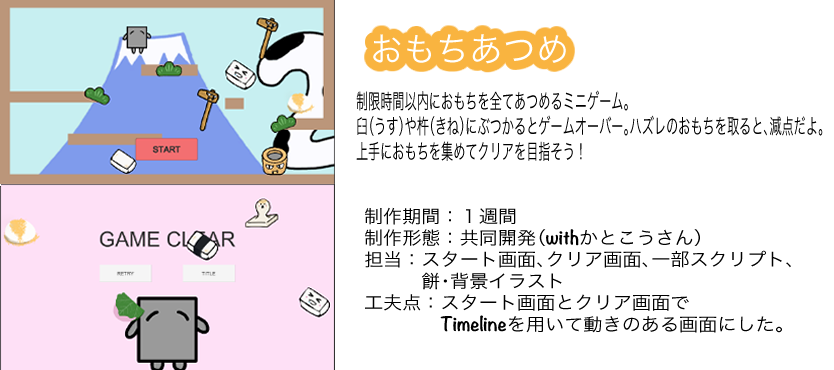 おもちあつめ
制限時間以内におもちを全てあつめるミニゲーム。
臼(うす)や杵(きね)にぶつかるとゲームオーバー。ハズレのおもちを取ると、減点だよ。
上手におもちを集めてクリアを目指そう！
START
GAME CLEAR
RETRY
TITLE
制作期間：１週間
制作形態：共同開発(withかとこうさん)
担当：スタート画面、クリア画面、一部スクリプト、
餅・背景イラスト
工夫点：スタート画面とクリア画面で
Timelineを用いて動きのある画面にした。